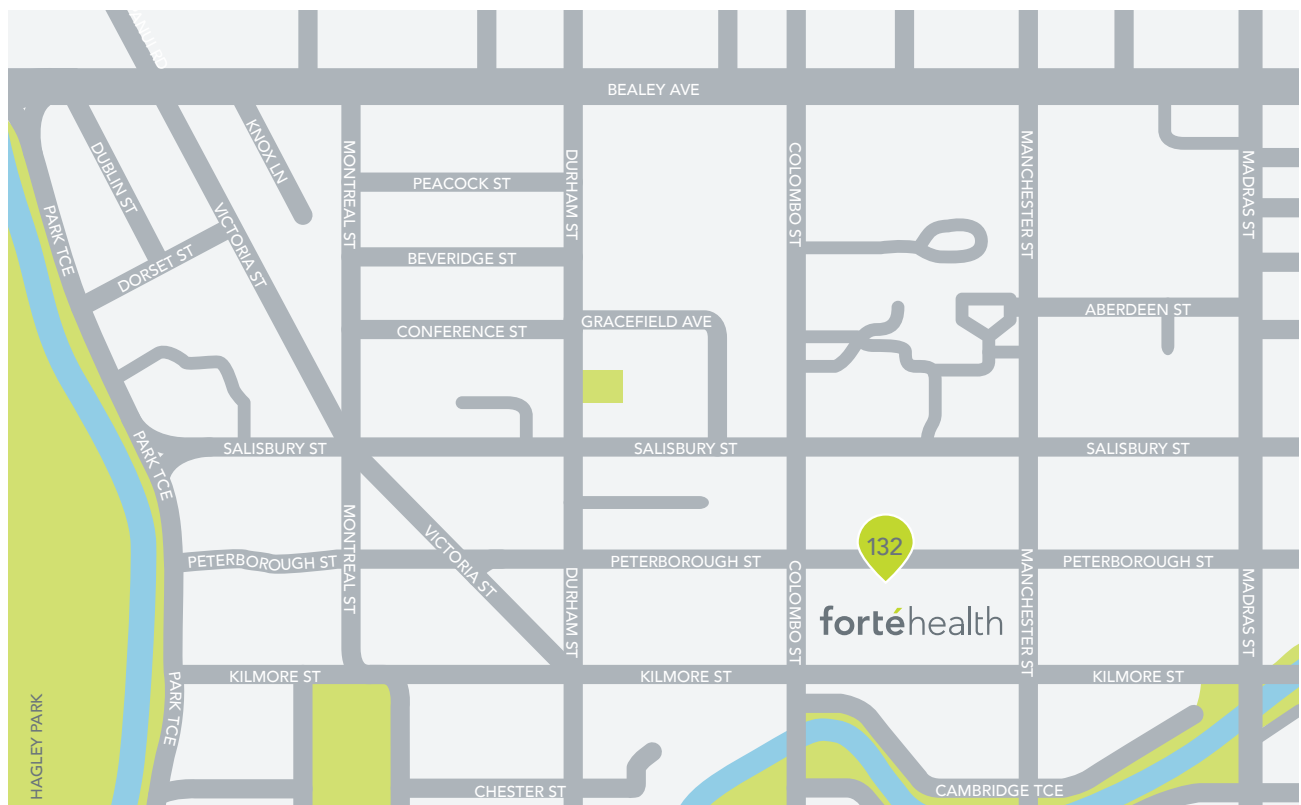 BEALEY AVE
KNOX LN
DUBLIN ST
MONTREAL ST
DURHAM ST
COLOMBO ST
MANCHESTER ST
MADRAS ST
PEACOCK ST
PARK TCE
VICTORIA ST
DORSET ST
BEVERIDGE ST
CONFERENCE ST
GRACEFIELD AVE
ABERDEEN ST
PARK TCE
SALISBURY ST
SALISBURY ST
SALISBURY ST
MONTREAL ST
VICTORIA ST
132
PETERBOROUGH ST
PETERBOROUGH ST
PETERBOROUGH ST
DURHAM ST
COLOMBO ST
MANCHESTER ST
MADRAS ST
fortéhealth
KILMORE ST
KILMORE ST
KILMORE ST
PARK TCE
HAGLEY PARK
CHESTER ST
CAMBRIDGE TCE